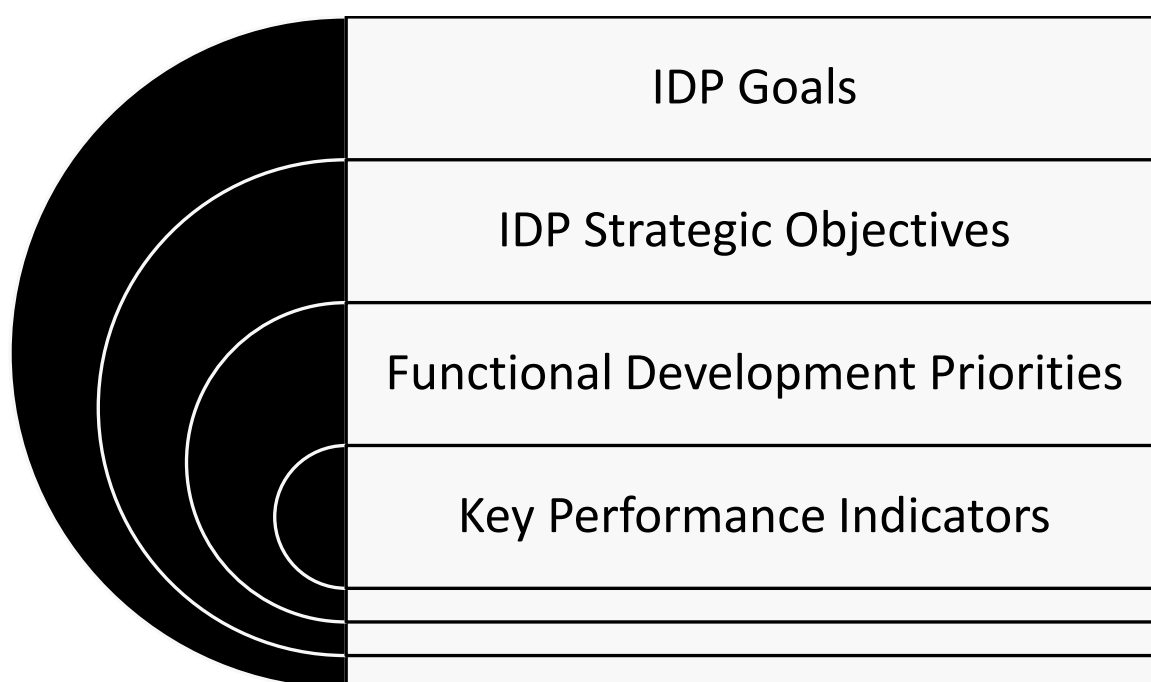 IDP Goals
IDP Strategic Objectives
Functional Development Priorities
Key Performance Indicators